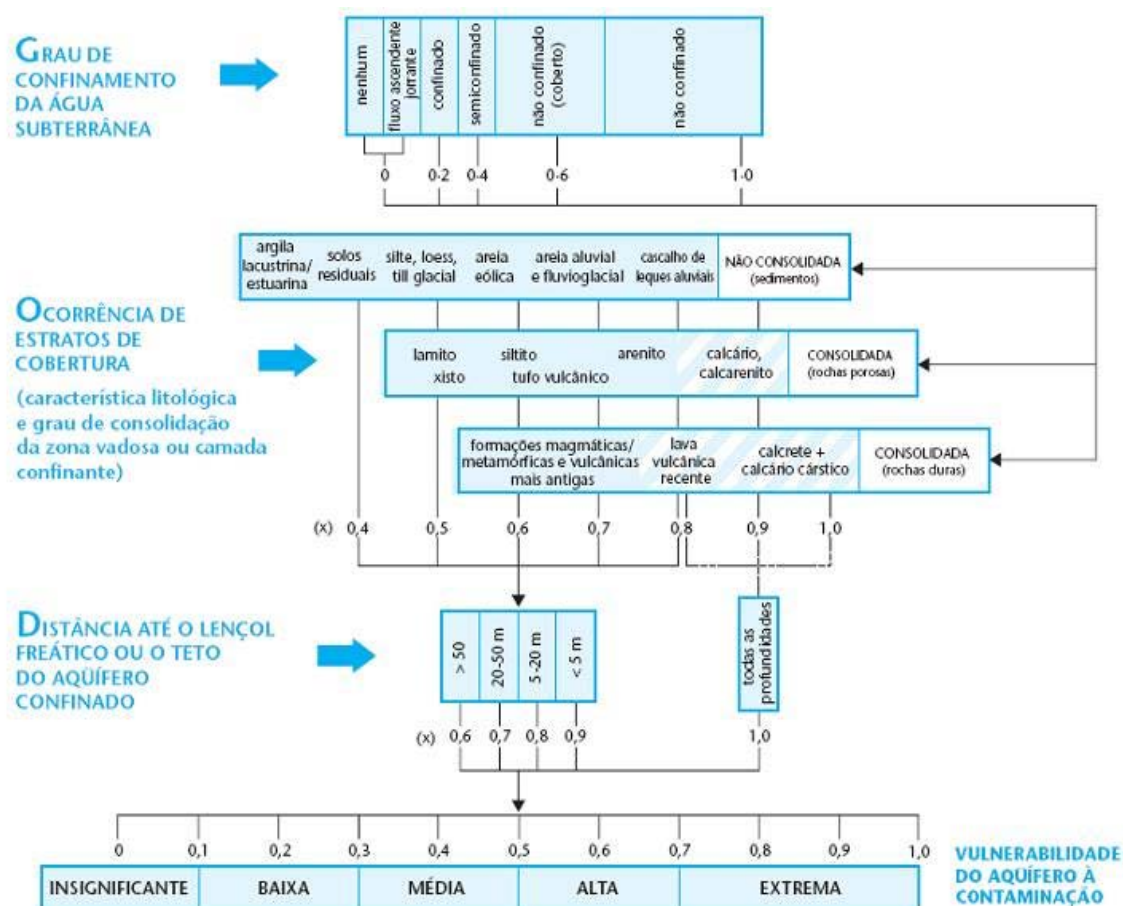 GRAU DE
CONFINAMENTO
DA ÁGUA
SUBTERRÂNEA
nenhum
fluxo ascendente
jorrante
confinado
semiconfinado
não confinado
(coberto)
não confinado
0 0·2 0·4 0·6 1·0
argila
lacustrina/
estuarina
solos
residuais
silte, loess,
till glacial
areia
eólica
areia aluvial
e fluvioglacial
cascalho de
leques aluviais
NÃO CONSOLIDADA
(sedimentos)
OCORRÊNCIA DE
ESTRATOS DE
COBERTURA
(característica litológica
e grau de consolidação
da zona vadosa ou camada
confinante)
lamito
xisto
siltito
tufo vulcânico
arenito
calcário,
calcarenito
CONSOLIDADA
(rochas porosas)
formações magmáticas/
metamórficas e vulcânicas
mais antigas
lava
vulcânica
recente
calcrete +
calcário cárstico
CONSOLIDADA
(rochas duras)
(x) 0,4 0,5 0,6 0,7 0,8 0,9 1,0
DISTÂNCIA ATÉ O LENÇOL
FREÁTICO OU O TETO
DO AQÜÍFERO
CONFINADO
> 50
20-50 m
5-20 m
< 5 m
todas as
profundidades
(x) 0,6 0,7 0,8 0,9 1,0
0 0,1 0,2 0,3 0,4 0,5 0,6 0,7 0,8 0,9 1,0
INSIGNIFICANTE BAIXA MÉDIA ALTA EXTREMA
VULNERABILIDADE
DO AQUÍFERO À
CONTAMINAÇÃO